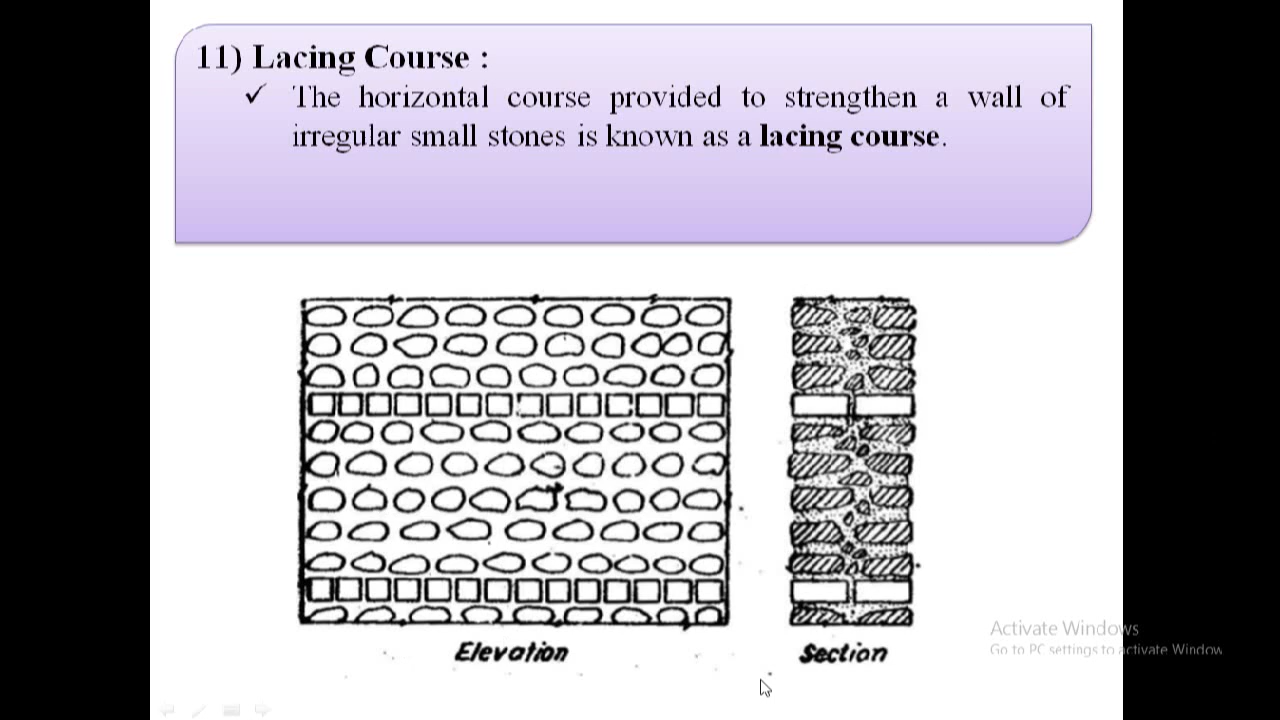 11) Lacing Course :
✓ The horizontal course provided to strengthen a wall of
irregular small stones is known as a lacing course.
Elevation
Section
Activate Windows
Go to PC settings to activate Window